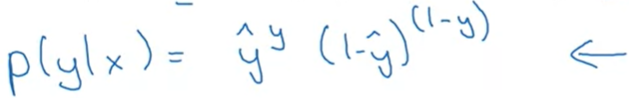 p(y|x) = ŷ^y (1-ŷ)^(1-y) ←